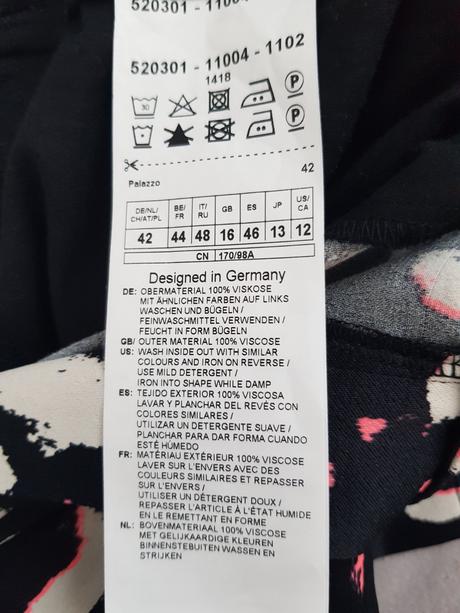 520301 - 1100
520301 - 11004 - 1102
1418
30
P
P
Palazzo
42
DE/NL/ CH/AT/PL BE/ FR IT/ RU GB ES JP US/ CA
42 44 48 16 46 13 12
CN 170/98A
Designed in Germany
DE: OBERMATERIAL 100% VISKOSE
MIT ÄHNLICHEN FARBEN AUF LINKS
WASCHEN UND BÜGELN /
FEINWASCHMITTEL VERWENDEN /
FEUCHT IN FORM BÜGELN
GB/ OUTER MATERIAL 100% VISCOSE
US: WASH INSIDE OUT WITH SIMILAR
COLOURS AND IRON ON REVERSE /
USE MILD DETERGENT /
IRON INTO SHAPE WHILE DAMP
ES: TEJIDO EXTERIOR 100% VISCOSA
LAVAR Y PLANCHAR DEL REVÉS CON
COLORES SIMILARES /
UTILIZAR UN DETERGENTE SUAVE /
PLANCHAR PARA DAR FORMA CUANDO
ESTÉ HÚMEDO
FR: MATÉRIAU EXTÉRIEUR 100% VISCOSE
LAVER SUR L'ENVERS AVEC DES
COULEURS SIMILAIRES ET REPASSER
SUR L'ENVERS /
UTILISER UN DÉTERGENT DOUX /
REPASSER L'ARTICLE À L'ÉTAT HUMIDE
EN LE REMETTANT EN FORME
NL: BOVENMATERIAAL 100% VISCOSE
MET GELIJKAARDIGE KLEUREN
BINNENSTEBUITEN WASSEN EN
STRIJKEN